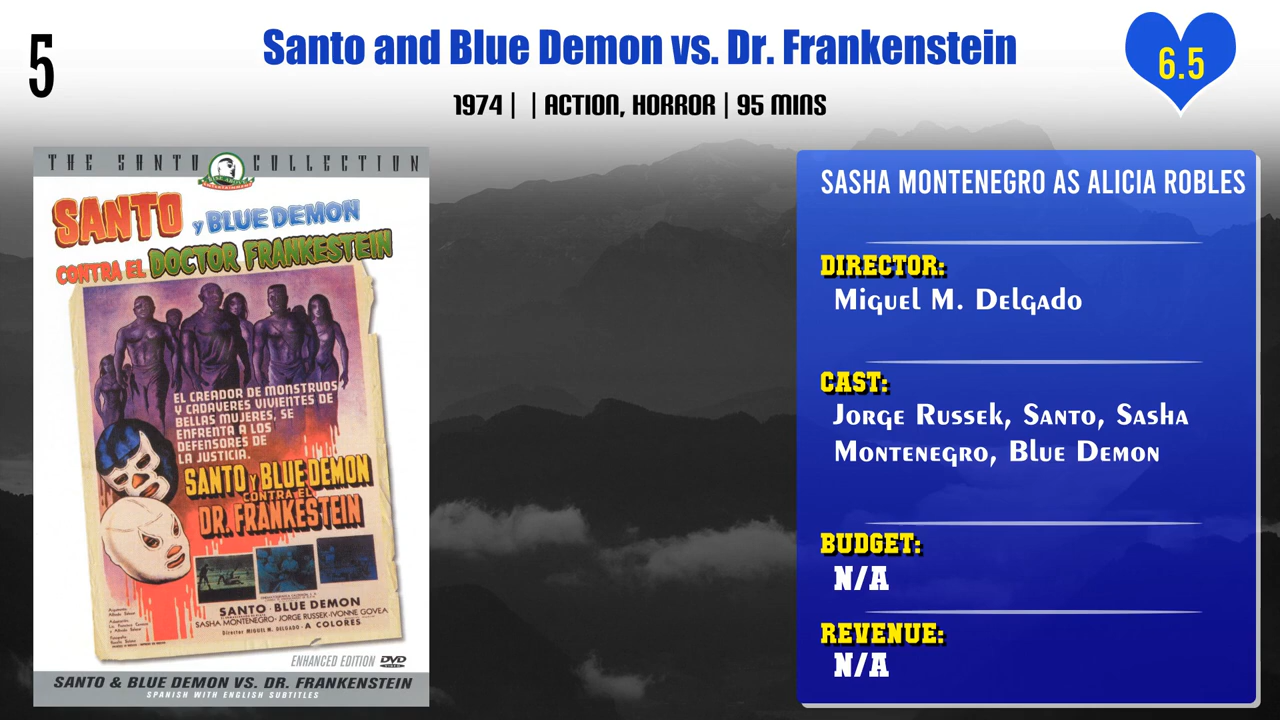 5
Santo and Blue Demon vs. Dr. Frankenstein
6.5
1974 | | ACTION, HORROR | 95 MINS
THE SANTO COLLECTION
SANTO
y BLUE DEMON
CONTRA EL DOCTOR FRANKESTEIN
EL CREADOR DE MONSTRUOS
Y CADAVERES VIVIENTES DE
BELLAS MUJERES, SE
ENFRENTA A LOS
DEFENSORES DE
LA JUSTICIA.
SANTO y BLUE DEMON
CONTRA EL
DR. FRANKESTEIN
SANTO · BLUE DEMON
SASHA MONTENEGRO · JORGE RUSSEK · IVONNE GOVEA
Director MIGUEL M. DELGADO · A COLORES
ENHANCED EDITION DVD
VIDEO
SANTO & BLUE DEMON VS. DR. FRANKENSTEIN
SPANISH WITH ENGLISH SUBTITLES
SASHA MONTENEGRO AS ALICIA ROBLES
DIRECTOR:
Miguel M. Delgado
CAST:
Jorge Russek, Santo, Sasha
Montenegro, Blue Demon
BUDGET:
N/A
REVENUE:
N/A